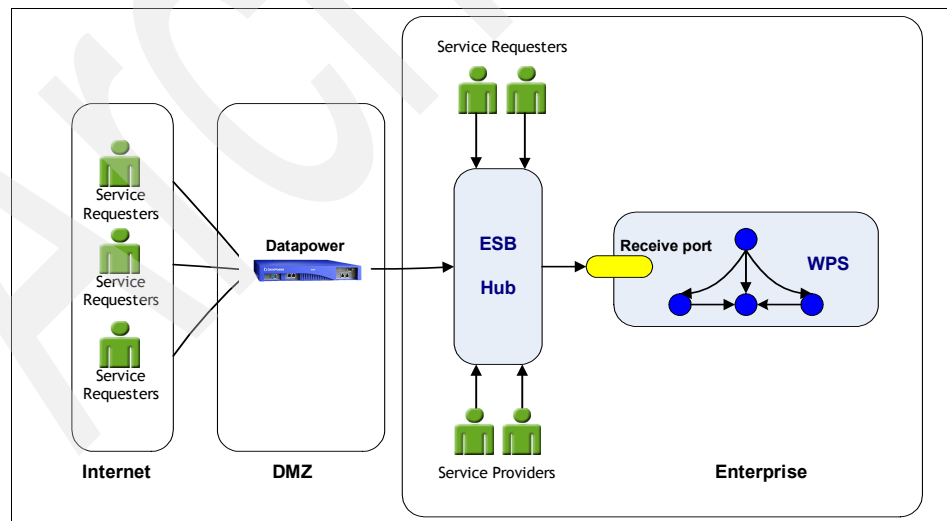 Service Requesters
Service
Requesters
Service
Requesters
Service
Requesters
Datapower
ESB
Hub
Receive port
WPS
Service Providers
Internet
DMZ
Enterprise